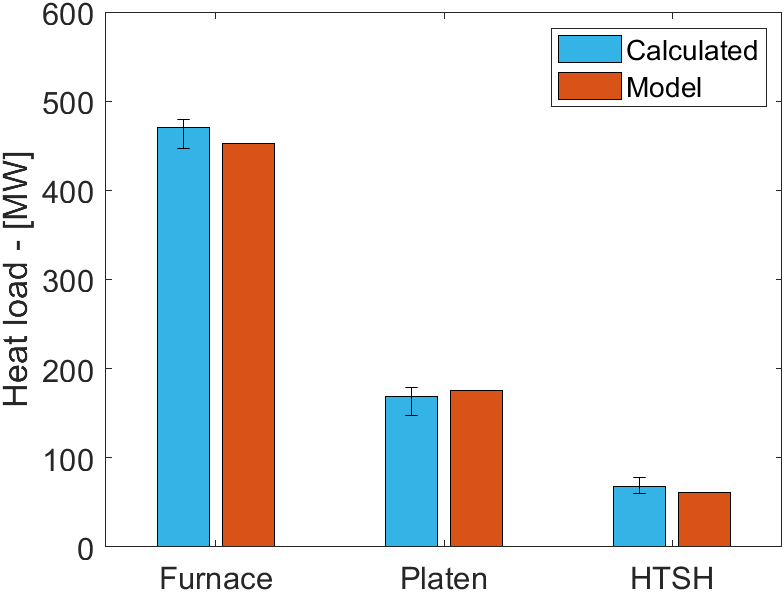 600
500
400
300
200
100
0
Heat load - [MW]
Calculated
Model
Furnace
Platen
HTSH